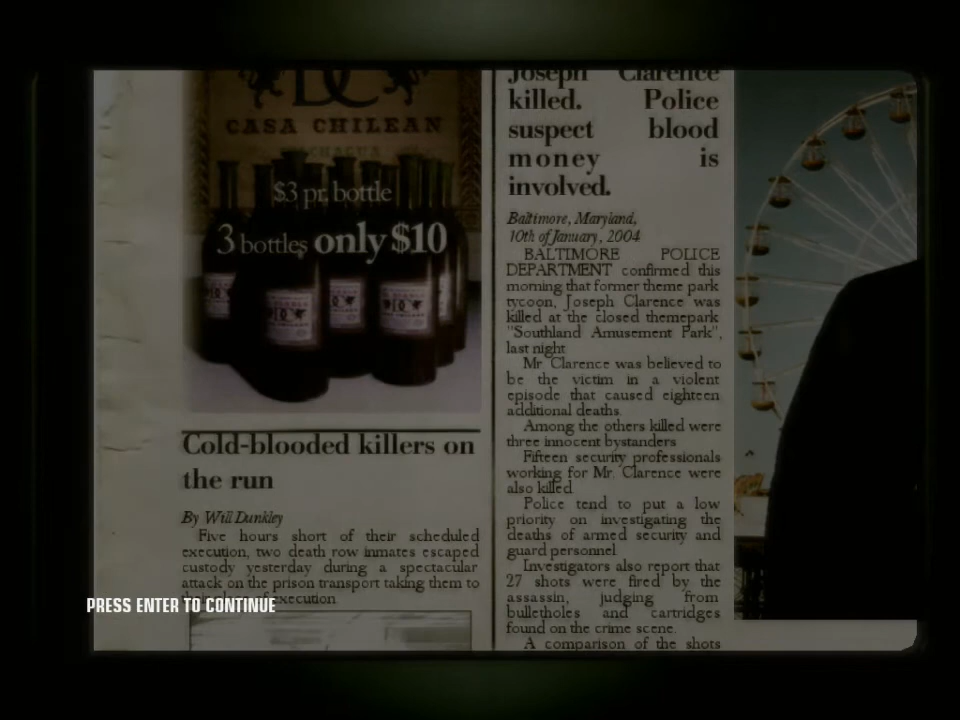 DC
CASA CHILEAN
$3 pr. bottle
3 bottles only $10
Cold-blooded killers on
the run
By Will Dunkley
Five hours short of their scheduled
execution, two death row inmates escaped
custody yesterday during a spectacular
attack on the prison transport taking them to
their place of execution
Joseph Clarence
killed. Police
suspect blood
money is
involved.
Baltimore, Maryland,
10th of January, 2004
BALTIMORE POLICE
DEPARTMENT confirmed this
morning that former theme park
tycoon, Joseph Clarence was
killed at the closed themepark
"Southland Amusement Park",
last night
Mr. Clarence was believed to
be the victim in a violent
episode that caused eighteen
additional deaths.
Among the others killed were
three innocent bystanders
Fifteen security professionals
working for Mr. Clarence were
also killed
Police tend to put a low
priority on investigating the
deaths of armed security and
guard personnel
Investigators also report that
27 shots were fired by the
assassin, judging from
bulletholes and cartridges
found on the crime scene.
A comparison of the shots
PRESS ENTER TO CONTINUE